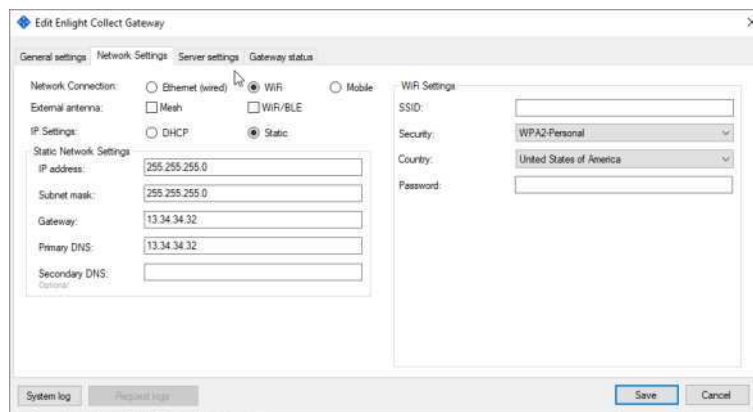 Edit Enlight Collect Gateway
General settings Network Settings Server settings Gateway status
Network Connection: Ethernet (wired) WiFi Mobile
External antenna: Mesh WiFi/BLE
IP Settings: DHCP Static
Static Network Settings
IP address: 255.255.255.0
Subnet mask: 255.255.255.0
Gateway: 13.34.34.32
Primary DNS: 13.34.34.32
Secondary DNS:
Optional
WiFi Settings
SSID:
Security: WPA2-Personal
Country: United States of America
Password:
System log Request logs Save Cancel